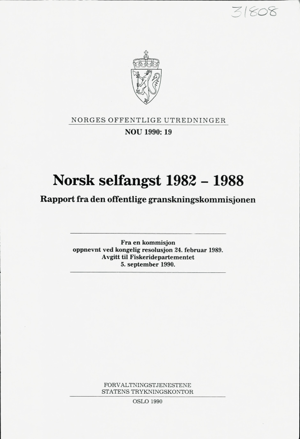 31808
NORGES OFFENTLIGE UTREDNINGER
NOU 1990: 19
Norsk selfangst 1982 – 1988
Rapport fra den offentlige granskningskommisjonen
Fra en kommisjon
oppnevnt ved kongelig resolusjon 24. februar 1989.
Avgitt til Fiskeridepartementet
5. september 1990.
FORVALTNINGSTJENESTENE
STATENS TRYKNINGSKONTOR
OSLO 1990